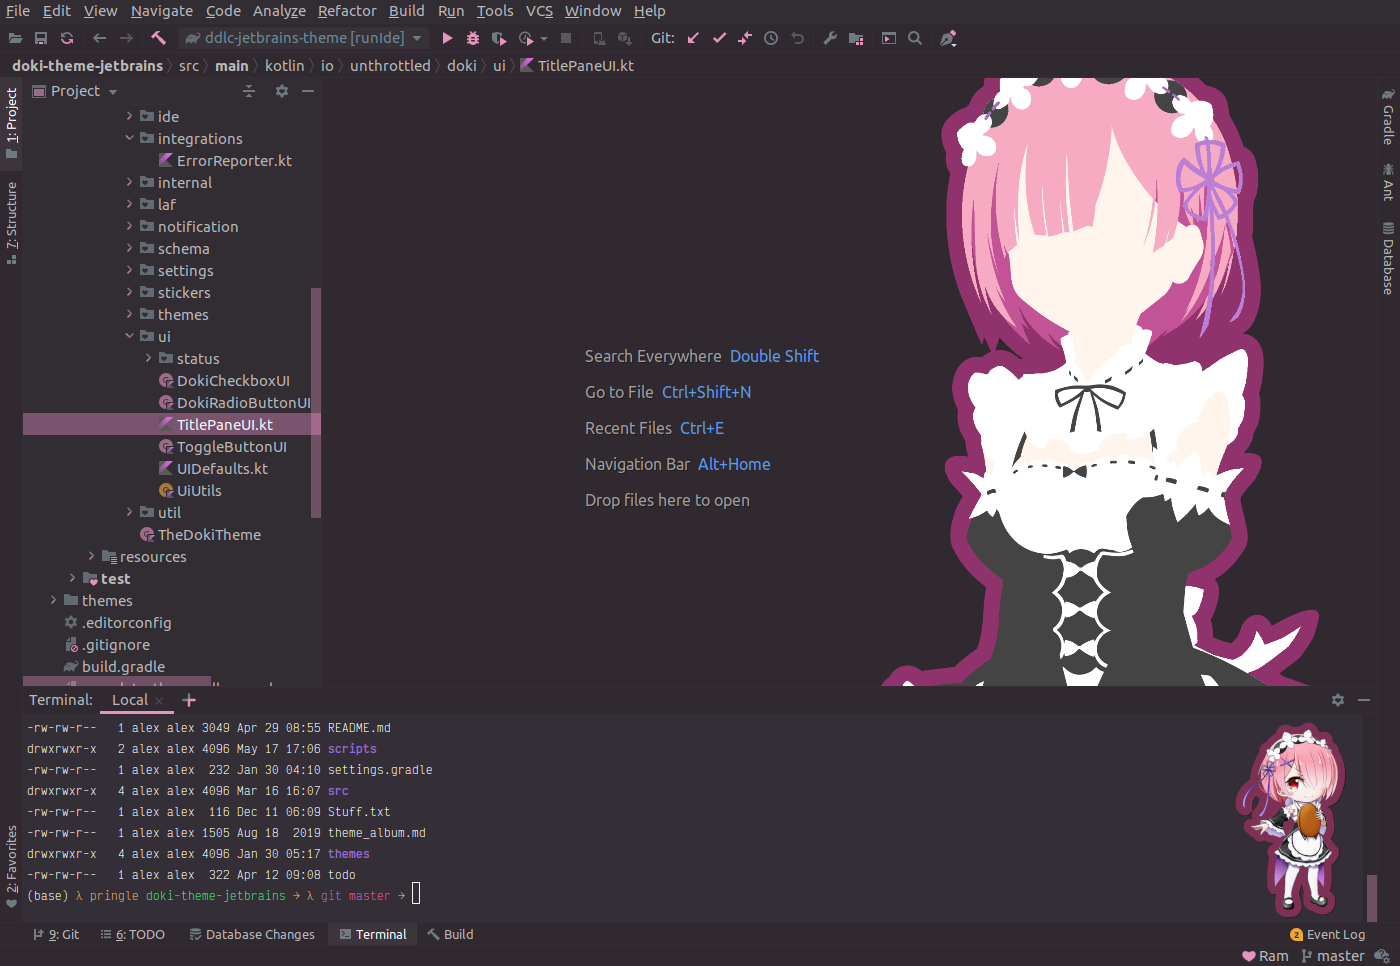 File Edit View Navigate Code Analyze Refactor Build Run Tools VCS Window Help
ddlc-jetbrains-theme [runIde] Git:
doki-theme-jetbrains src main kotlin io unthrottled doki ui TitlePaneUI.kt
Project
1: Project
7: Structure
2: Favorites
ide
integrations
ErrorReporter.kt
internal
laf
notification
schema
settings
stickers
themes
ui
status
DokiCheckboxUI
DokiRadioButtonUI
TitlePaneUI.kt
ToggleButtonUI
UIDefaults.kt
UiUtils
util
TheDokiTheme
resources
test
themes
.editorconfig
.gitignore
build.gradle
Search Everywhere Double Shift
Go to File Ctrl+Shift+N
Recent Files Ctrl+E
Navigation Bar Alt+Home
Drop files here to open
Gradle
Ant
Database
Terminal: Local
-rw-rw-r-- 1 alex alex 3049 Apr 29 08:55 README.md
drwxrwxr-x 2 alex alex 4096 May 17 17:06 scripts
-rw-rw-r-- 1 alex alex 232 Jan 30 04:10 settings.gradle
drwxrwxr-x 4 alex alex 4096 Mar 16 16:07 src
-rw-rw-r-- 1 alex alex 116 Dec 11 06:09 Stuff.txt
-rw-rw-r-- 1 alex alex 1505 Aug 18 2019 theme_album.md
drwxrwxr-x 4 alex alex 4096 Jan 30 05:17 themes
-rw-rw-r-- 1 alex alex 322 Apr 12 09:08 todo
(base) λ pringle doki-theme-jetbrains → λ git master →
9: Git 6: TODO Database Changes Terminal Build 2 Event Log
Ram master